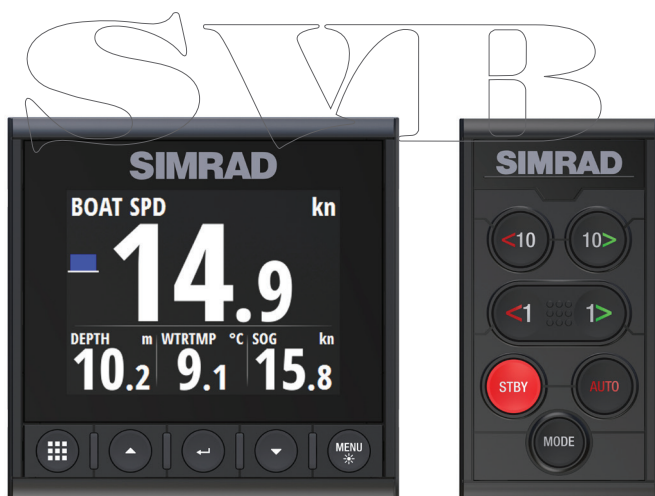 SVB
SIMRAD
BOAT SPD kn
14.9
DEPTH m WTRTMP °C SOG kn
10.2 9.1 15.8
MENU
SIMRAD
<10 10>
<1 1>
STBY AUTO
MODE